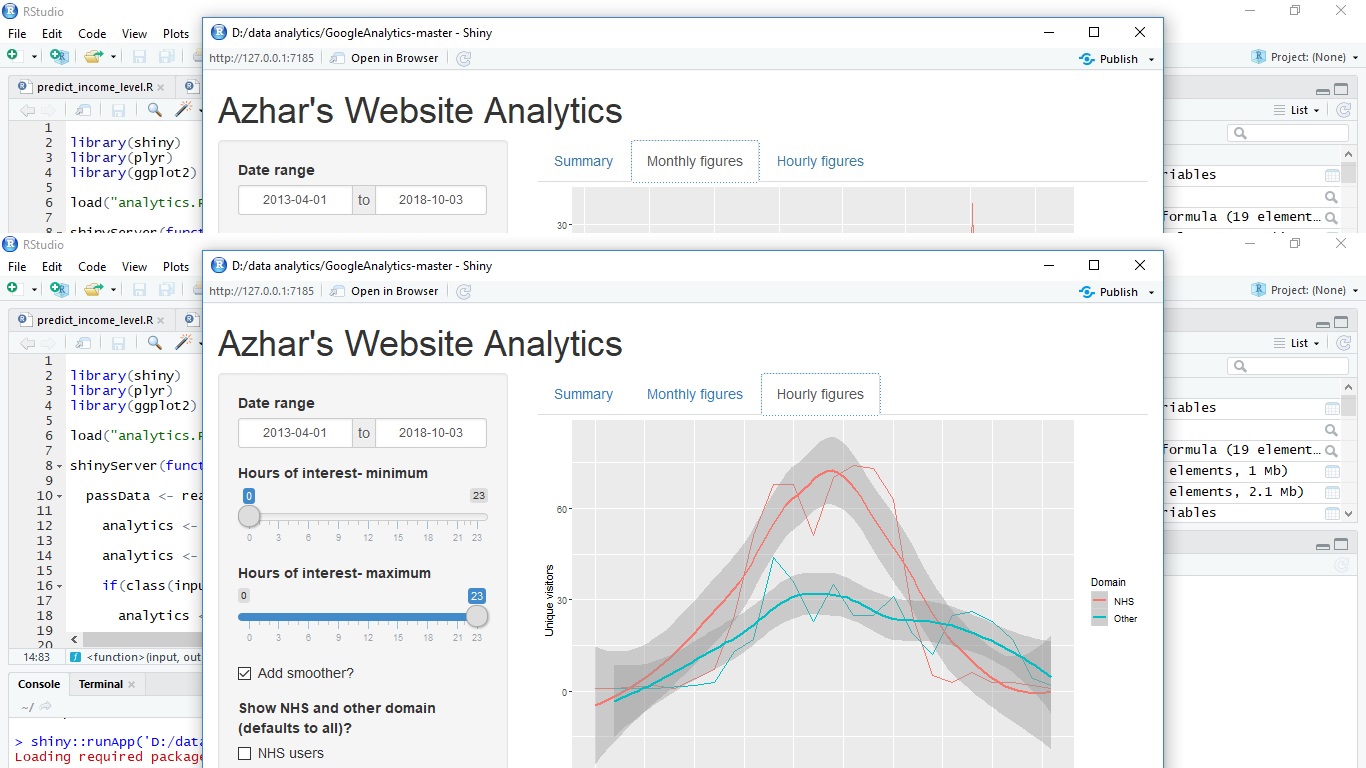 RStudio
File Edit Code View Plots
Project: (None)
predict_income_level.R
List
1
2 library(shiny)
3 library(plyr)
4 library(ggplot2)
5
6 load("analytics.
7
riables
formula (19 element...
D:/data analytics/GoogleAnalytics-master - Shiny
http://127.0.0.1:7185 Open in Browser Publish
Azhar's Website Analytics
Date range
2013-04-01 to 2018-10-03
Summary Monthly figures Hourly figures
30
RStudio
File Edit Code View Plots
Project: (None)
predict_income_level.R
List
1
2 library(shiny)
3 library(plyr)
4 library(ggplot2)
5
6 load("analytics.
7
8 shinyServer(funct
9
10 passData <- rea
11
12 analytics <-
13
14 analytics <-
15
16 if(class(inpu
17
18 analytics <
19
20
14:83 <function>(input, out
Console Terminal
~/
> shiny::runApp('D:/data
Loading required package
riables
formula (19 element...
elements, 1 Mb)
elements, 2.1 Mb)
riables
D:/data analytics/GoogleAnalytics-master - Shiny
http://127.0.0.1:7185 Open in Browser Publish
Azhar's Website Analytics
Date range
2013-04-01 to 2018-10-03
Hours of interest- minimum
0 23
0 3 6 9 12 15 18 21 23
Hours of interest- maximum
0 23
0 3 6 9 12 15 18 21 23
Add smoother?
Show NHS and other domain
(defaults to all)?
NHS users
Summary Monthly figures Hourly figures
60
30
0
Unique visitors
Domain
NHS
Other